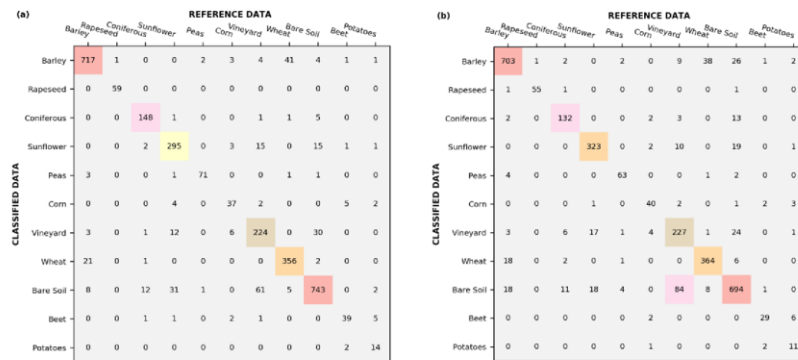 (a)
REFERENCE DATA
Barley Rapeseed Coniferous Sunflower Peas Corn Vineyard Wheat Bare Soil Beet Potatoes
CLASSIFIED DATA
Barley 717 1 0 0 2 3 4 41 4 1 1
Rapeseed 0 59 0 0 0 0 0 0 0 0 0
Coniferous 0 0 148 1 0 0 1 1 5 0 0
Sunflower 0 0 2 295 0 3 15 0 15 1 1
Peas 3 0 0 1 71 0 0 1 1 0 0
Corn 0 0 0 4 0 37 2 0 0 5 2
Vineyard 3 0 1 12 0 6 224 0 30 0 0
Wheat 21 0 1 0 0 0 0 356 2 0 0
Bare Soil 8 0 12 31 1 0 61 5 743 0 2
Beet 0 0 1 1 0 2 1 0 0 39 5
Potatoes 0 0 0 0 0 0 0 0 0 2 14
(b)
REFERENCE DATA
Barley Rapeseed Coniferous Sunflower Peas Corn Vineyard Wheat Bare Soil Beet Potatoes
CLASSIFIED DATA
Barley 703 1 2 0 2 0 9 38 26 1 2
Rapeseed 1 55 1 0 0 0 0 0 1 0 0
Coniferous 2 0 132 0 0 2 3 0 13 0 0
Sunflower 0 0 0 323 0 2 10 0 19 0 1
Peas 4 0 0 0 63 0 0 1 2 0 0
Corn 0 0 0 1 0 40 2 0 1 2 3
Vineyard 3 0 6 17 1 4 227 1 24 0 1
Wheat 18 0 2 0 1 0 0 364 6 0 0
Bare Soil 18 0 11 18 4 0 84 8 694 1 0
Beet 0 0 0 0 0 2 0 0 0 29 6
Potatoes 0 0 0 0 0 1 0 0 0 2 11